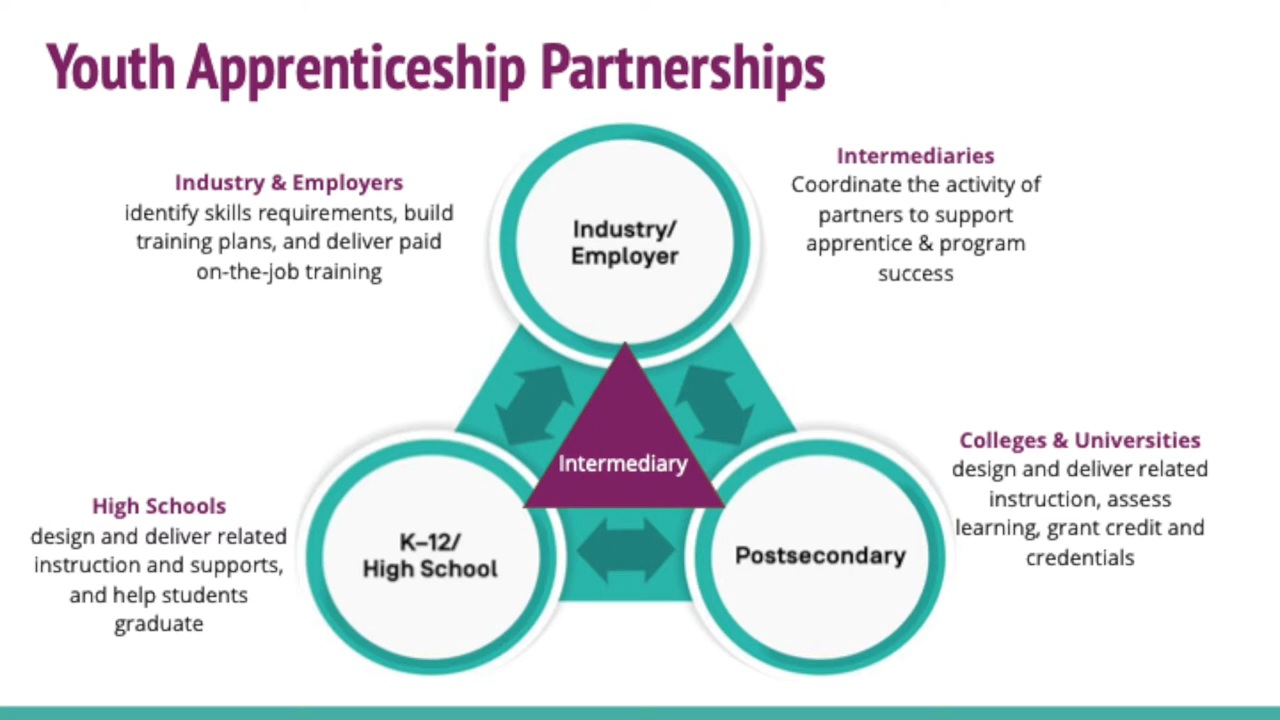 Youth Apprenticeship Partnerships
Industry & Employers
identify skills requirements, build
training plans, and deliver paid
on-the-job training
Industry/
Employer
Intermediaries
Coordinate the activity of
partners to support
apprentice & program
success
Intermediary
High Schools
design and deliver related
instruction and supports,
and help students
graduate
K–12/
High School
Postsecondary
Colleges & Universities
design and deliver related
instruction, assess
learning, grant credit and
credentials